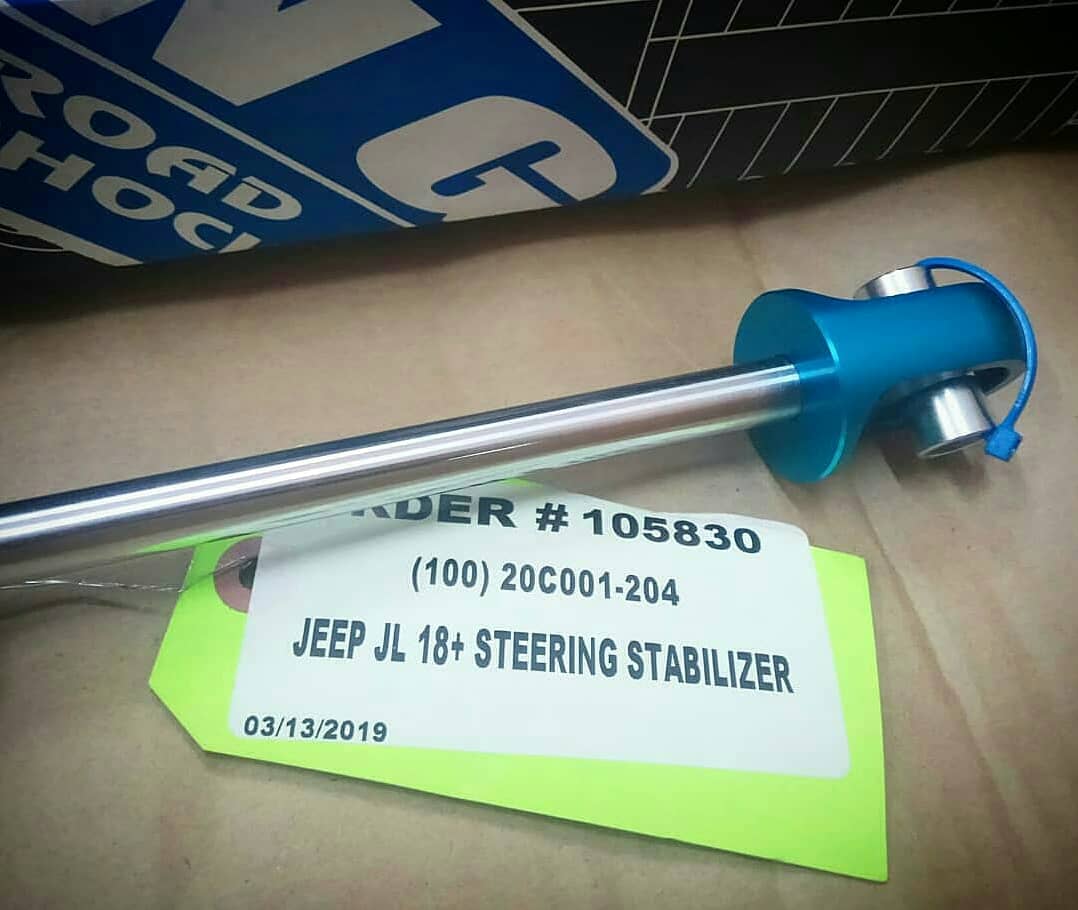 ROAD
RDER # 105830
(100) 20C001-204
JEEP JL 18+ STEERING STABILIZER
03/13/2019